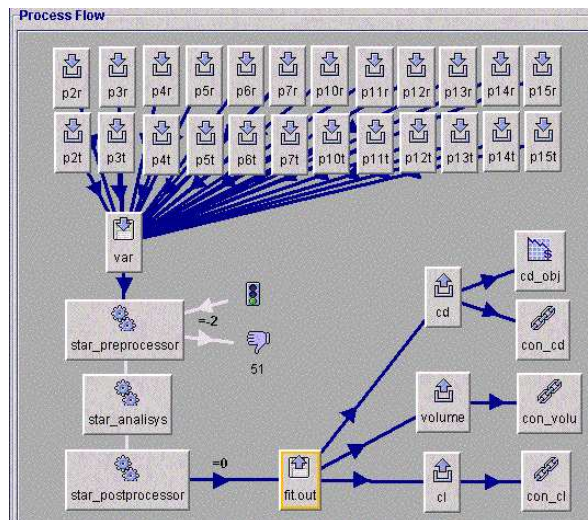 Process Flow
p2r p3r p4r p5r p6r p7r p10r p11r p12r p13r p14r p15r
p2t p3t p4t p5t p6t p7t p10t p11t p12t p13t p14t p15t
var
cd_obj
cd
star_preprocessor
=-2
con_cd
51
star_analisys
volume
con_volu
=0
star_postprocessor
fit.out
cl
con_cl